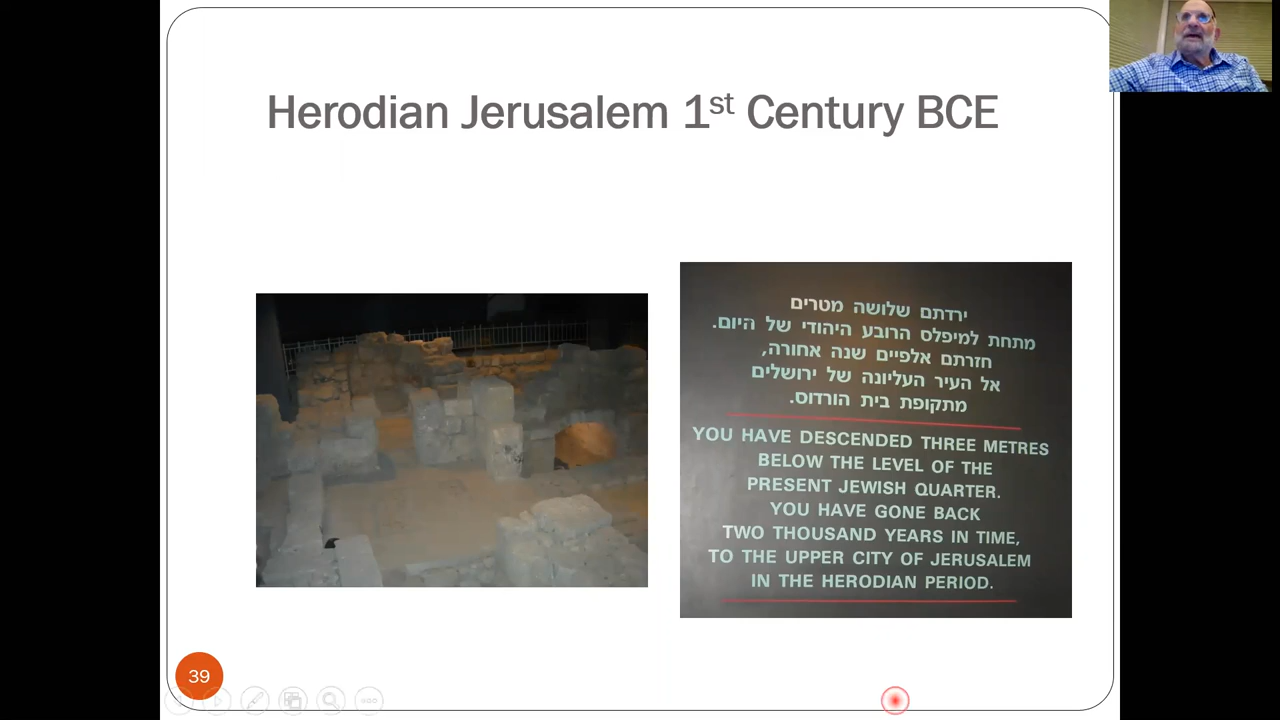 Herodian Jerusalem 1st Century BCE
ירדתם שלושה מטרים
מתחת למיפלס הרובע היהודי של היום.
חזרתם אלפיים שנה אחורה,
אל העיר העליונה של ירושלים
מתקופת בית הורדוס.
YOU HAVE DESCENDED THREE METRES
BELOW THE LEVEL OF THE
PRESENT JEWISH QUARTER.
YOU HAVE GONE BACK
TWO THOUSAND YEARS IN TIME,
TO THE UPPER CITY OF JERUSALEM
IN THE HERODIAN PERIOD.
39